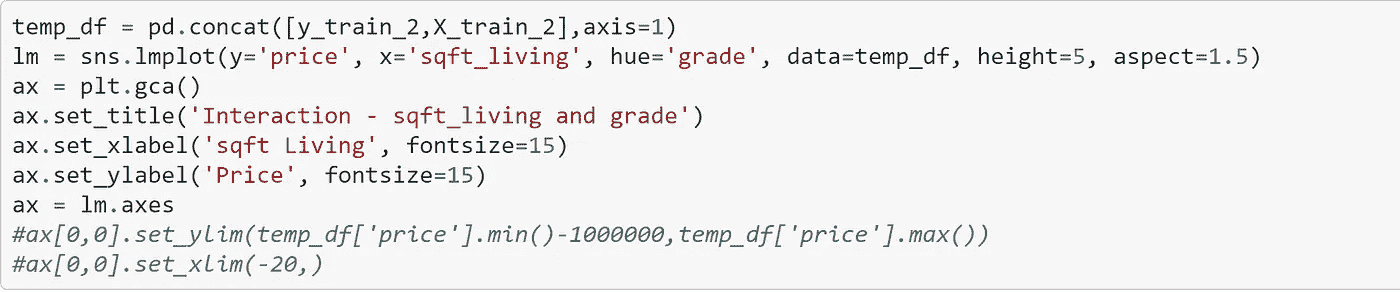 temp_df = pd.concat([y_train_2,X_train_2],axis=1)
lm = sns.lmplot(y='price', x='sqft_living', hue='grade', data=temp_df, height=5, aspect=1.5)
ax = plt.gca()
ax.set_title('Interaction - sqft_living and grade')
ax.set_xlabel('sqft Living', fontsize=15)
ax.set_ylabel('Price', fontsize=15)
ax = lm.axes
#ax[0,0].set_ylim(temp_df['price'].min()-1000000,temp_df['price'].max())
#ax[0,0].set_xlim(-20,)